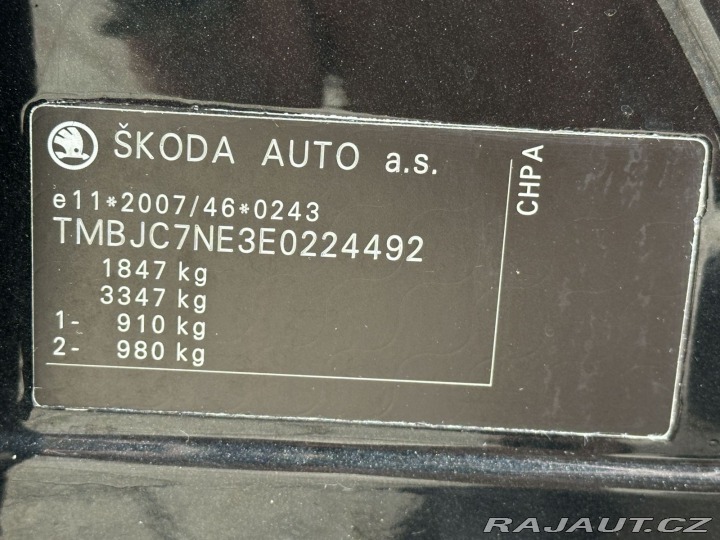 ŠKODA AUTO a.s.
e11*2007/46*0243
TMBJC7NE3E0224492
1847 kg
3347 kg
1- 910 kg
2- 980 kg
CHPA
RAJAUT.CZ